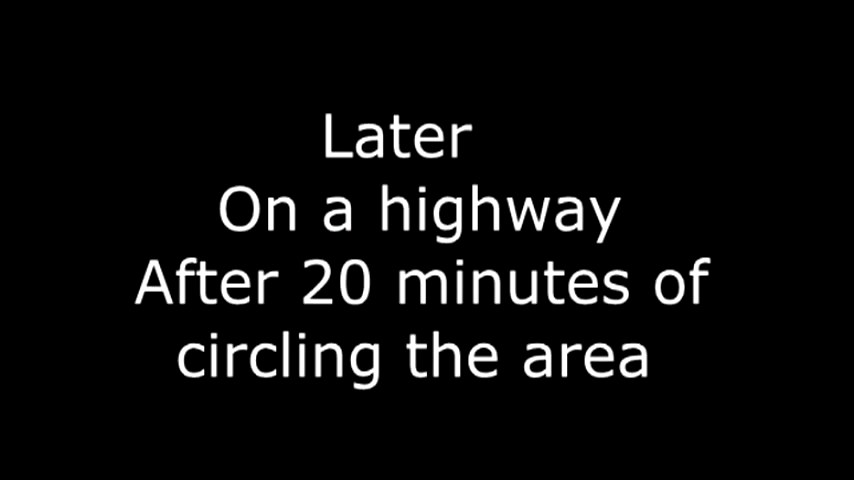 Later
On a highway
After 20 minutes of
circling the area